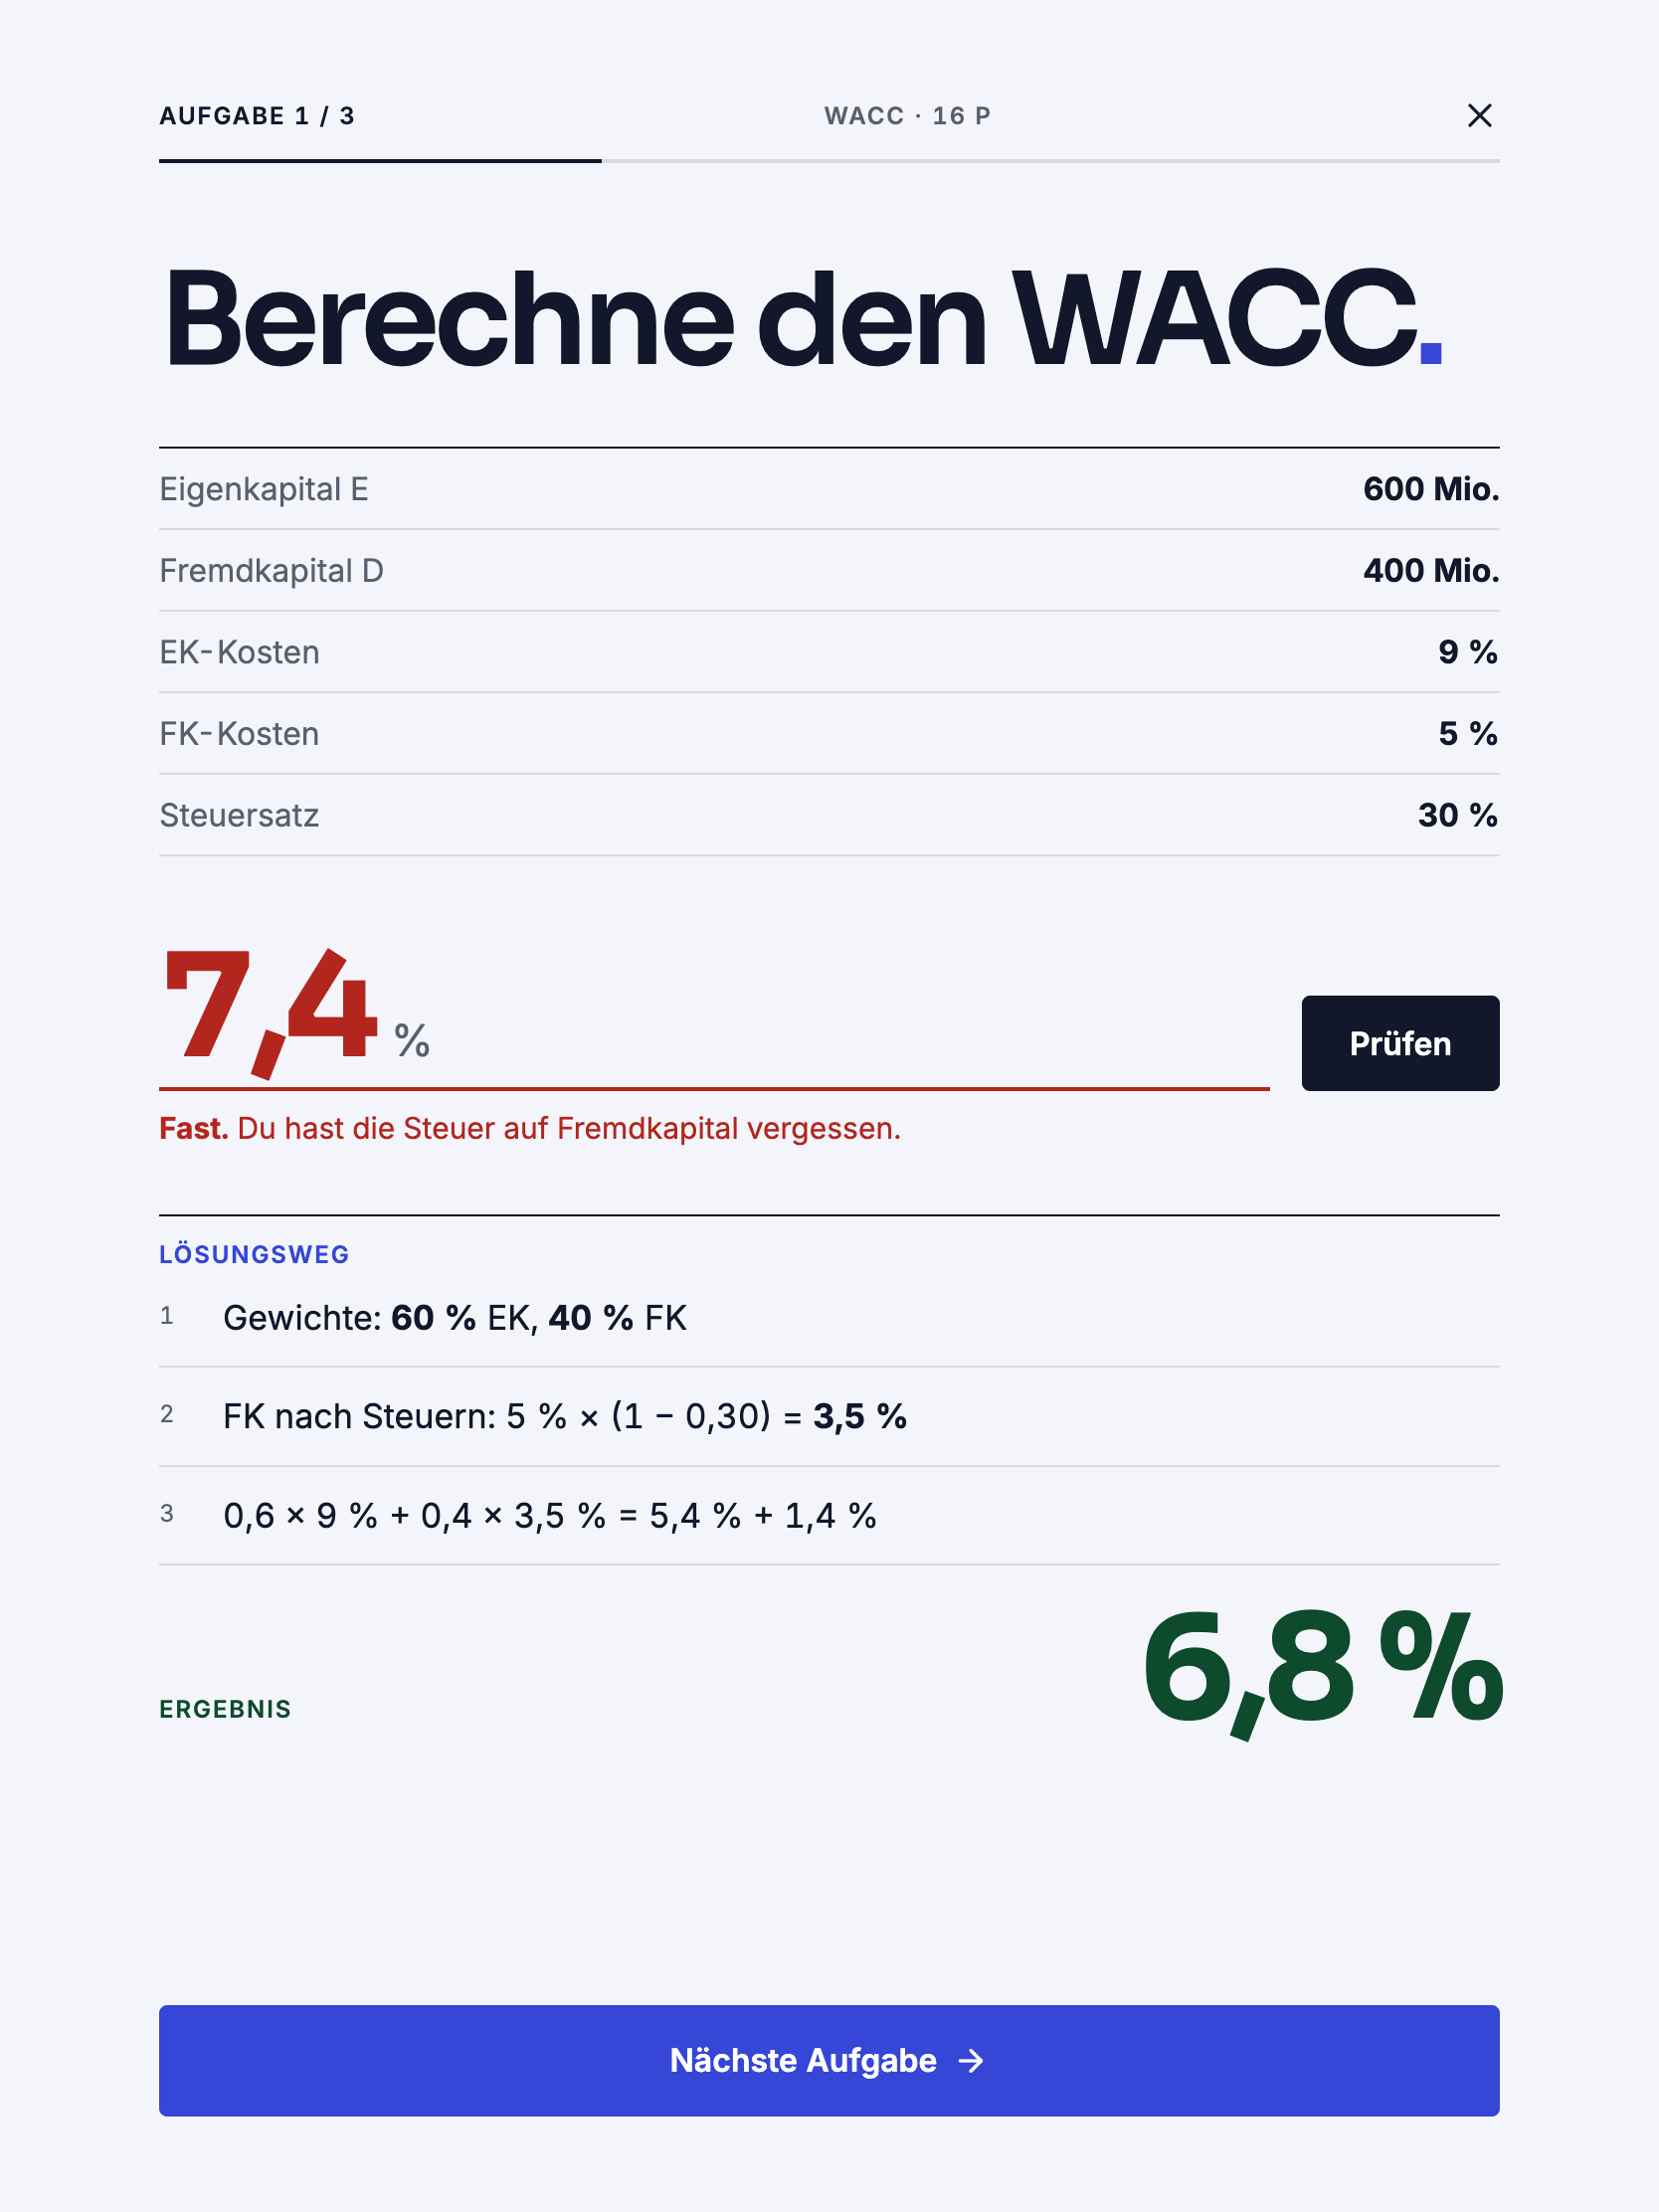 AUFGABE 1 / 3
WACC · 16 P
Berechne den WACC.
Eigenkapital E 600 Mio.
Fremdkapital D 400 Mio.
EK-Kosten 9 %
FK-Kosten 5 %
Steuersatz 30 %
7,4 %
Prüfen
Fast. Du hast die Steuer auf Fremdkapital vergessen.
LÖSUNGSWEG
1 Gewichte: 60 % EK, 40 % FK
2 FK nach Steuern: 5 % × (1 − 0,30) = 3,5 %
3 0,6 × 9 % + 0,4 × 3,5 % = 5,4 % + 1,4 %
ERGEBNIS 6,8 %
Nächste Aufgabe →